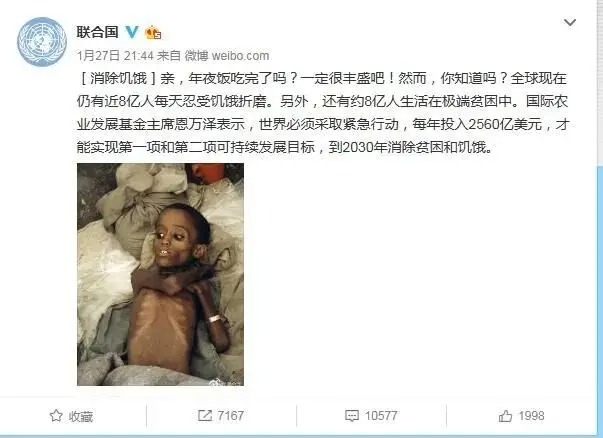 联合国
1月27日 21:44 来自 微博 weibo.com
[ 消除饥饿 ] 亲，年夜饭吃完了吗？一定很丰盛吧！然而，你知道吗？全球现在
仍有近8亿人每天忍受饥饿折磨。另外，还有约8亿人生活在极端贫困中。国际农
业发展基金主席恩万泽表示，世界必须采取紧急行动，每年投入2560亿美元，才
能实现第一项和第二项可持续发展目标，到2030年消除贫困和饥饿。
收藏 7167 10577 1998